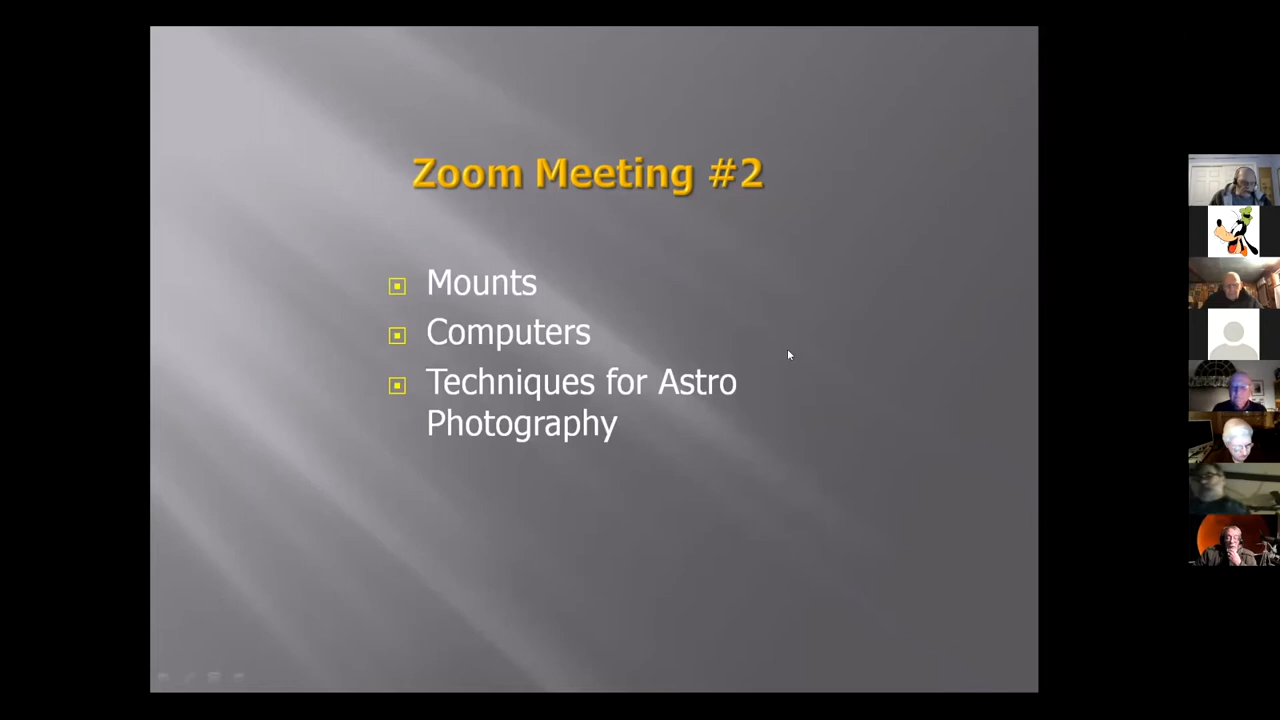 Zoom Meeting #2
Mounts
Computers
Techniques for Astro
Photography